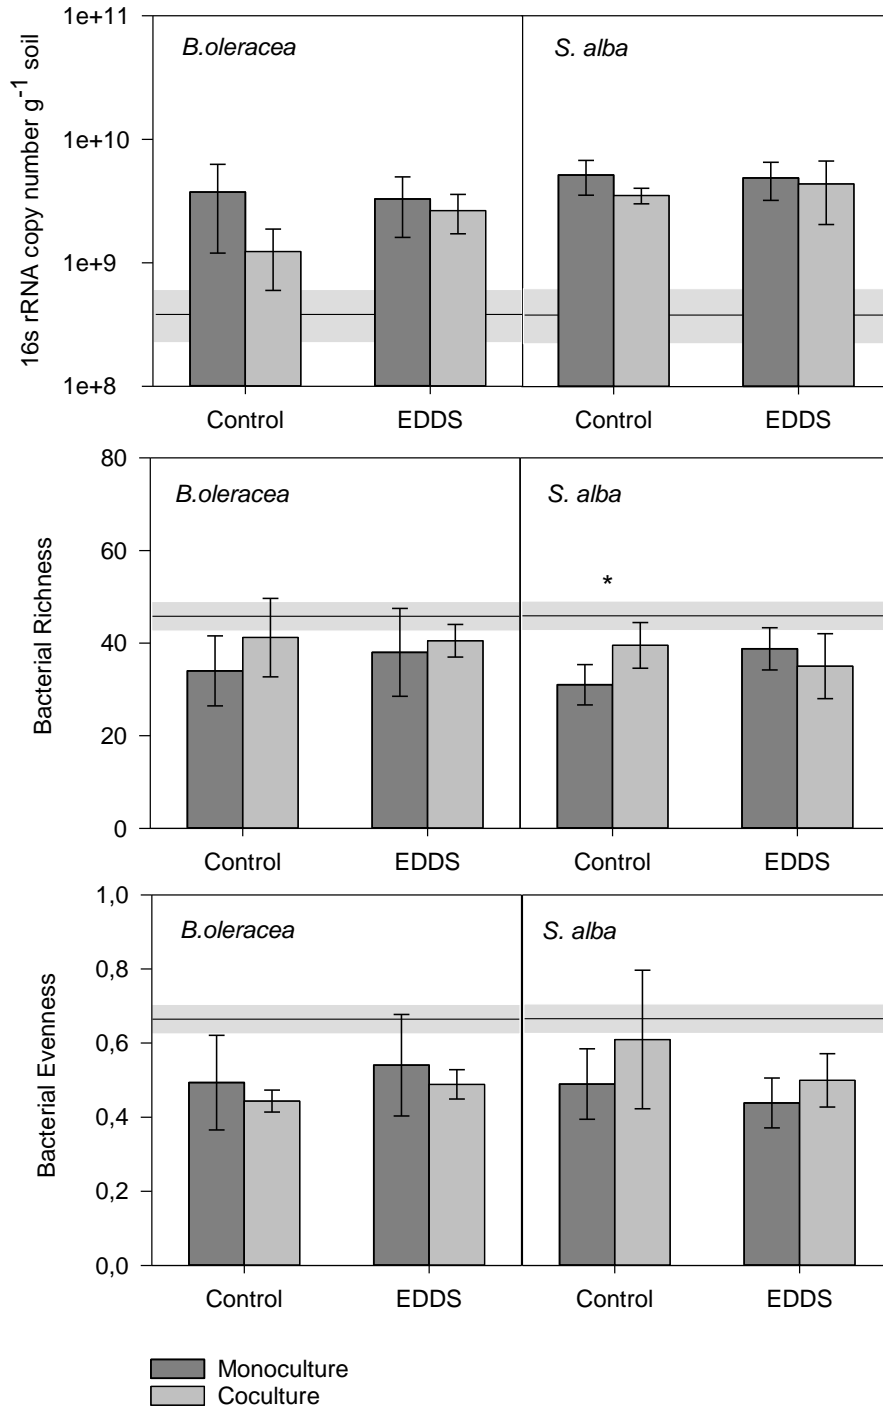 16s rRNA copy number g-1 soil
1e+11
1e+10
1e+9
1e+8
B.oleracea
S. alba
Control
EDDS
Control
EDDS
Bacterial Richness
80
60
40
20
0
B.oleracea
S. alba
*
Control
EDDS
Control
EDDS
Bacterial Evenness
1,0
0,8
0,6
0,4
0,2
0,0
B.oleracea
S. alba
Control
EDDS
Control
EDDS
Monoculture
Coculture